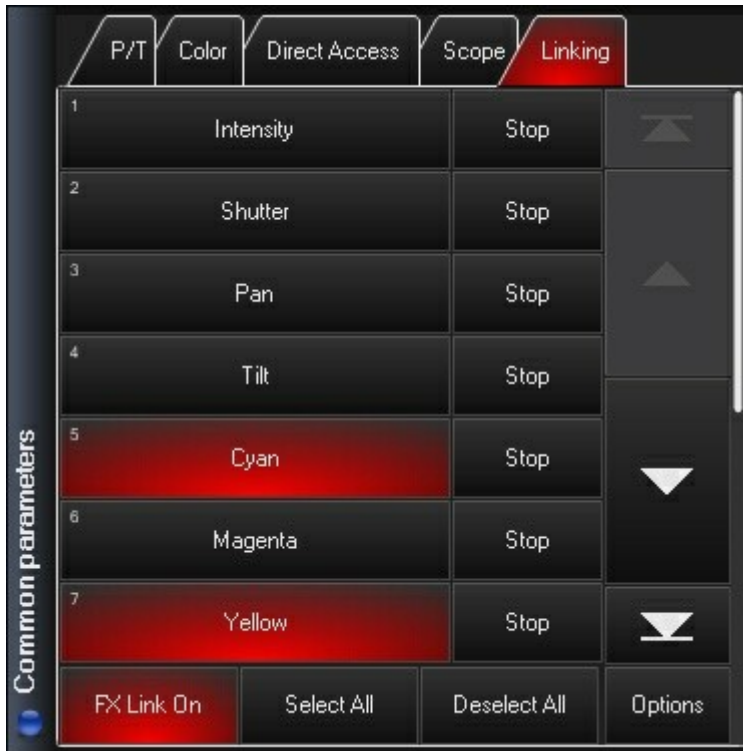 P/T Color Direct Access Scope Linking
1 Intensity Stop
2 Shutter Stop
3 Pan Stop
4 Tilt Stop
5 Cyan Stop
6 Magenta Stop
7 Yellow Stop
FX Link On Select All Deselect All Options
Common parameters